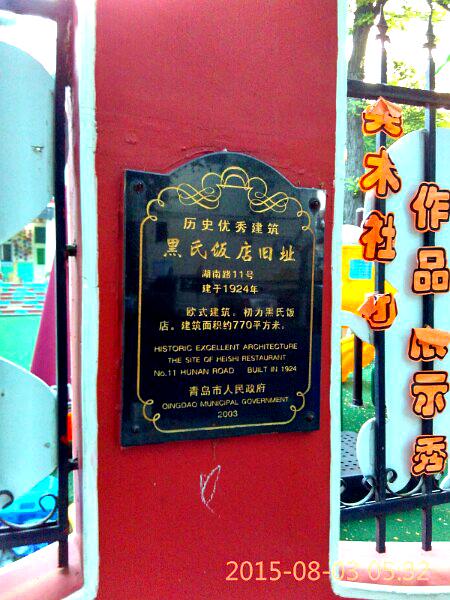 历史优秀建筑
黑氏饭店旧址
湖南路11号
建于1924年
欧式建筑，初为黑氏饭
店。建筑面积约770平方米。
HISTORIC EXCELLENT ARCHITECTURE
THE SITE OF HEISHI RESTAURANT
No.11 HUNAN ROAD BUILT IN 1924
青岛市人民政府
QINGDAO MUNICIPAL GOVERNMENT
2003
木社
作品展示秀
2015-08-03 05:32